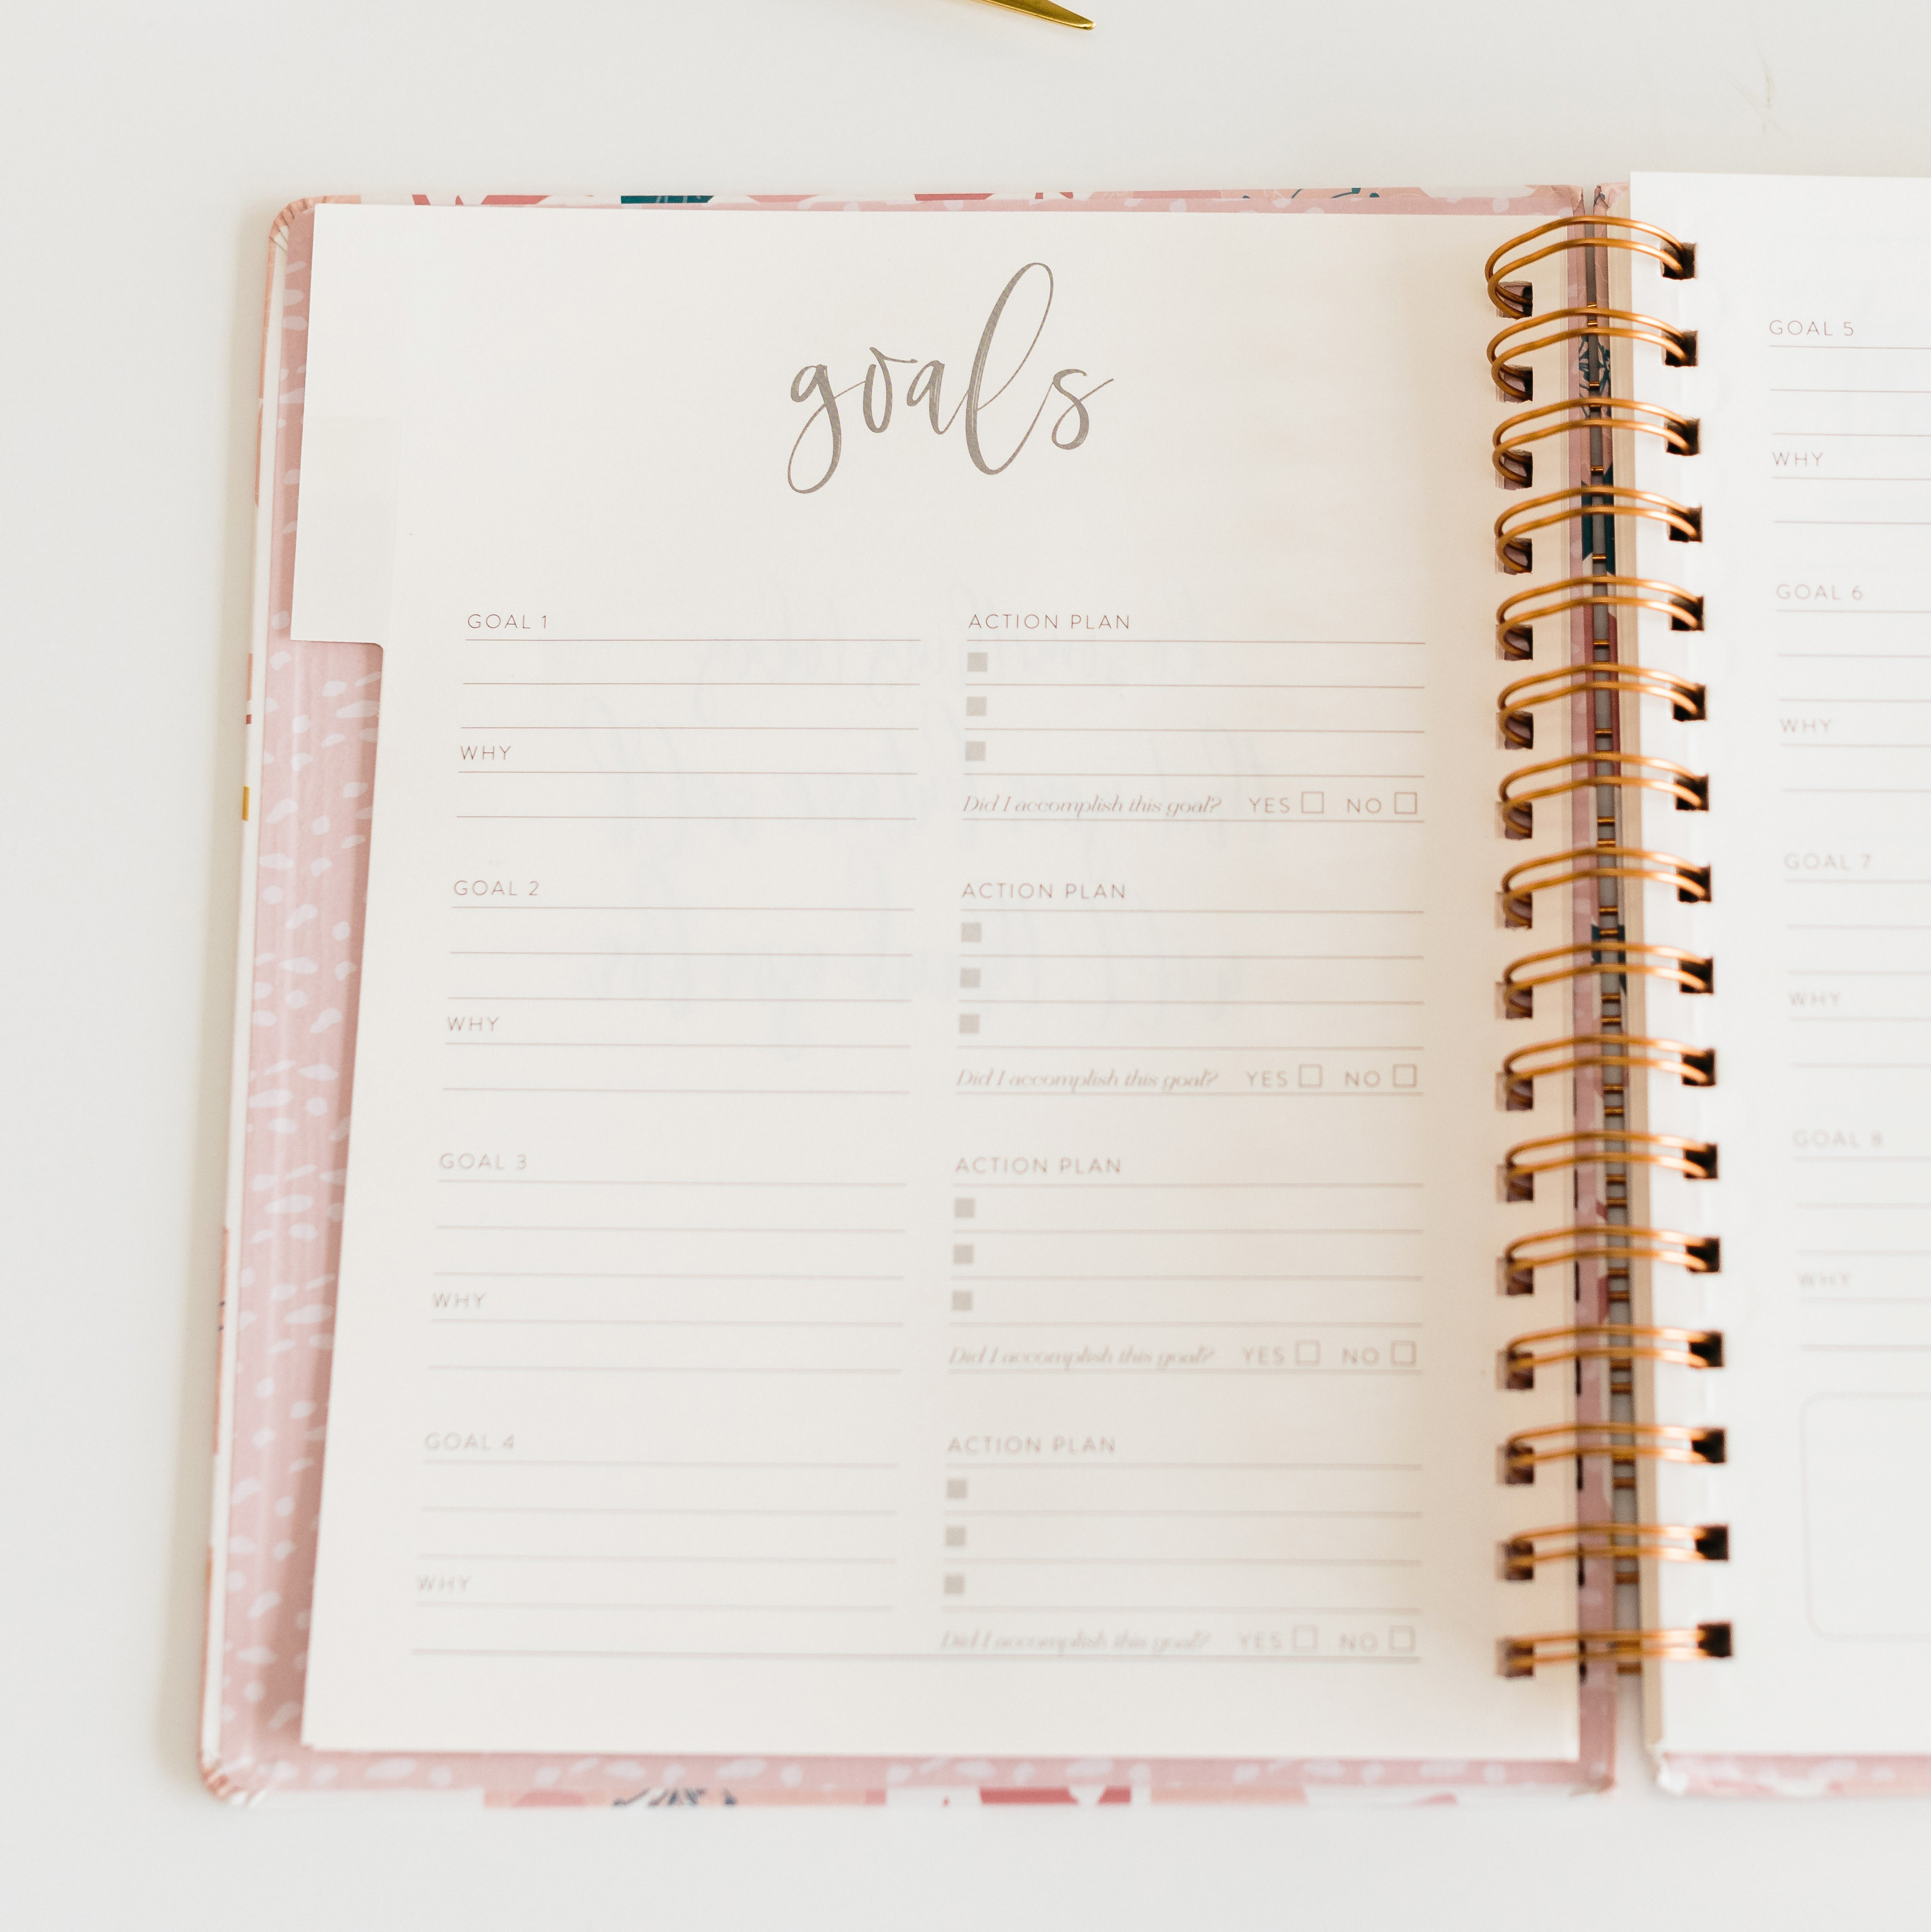 goals
GOAL 1
ACTION PLAN
WHY
Did I accomplish this goal? YES NO
GOAL 2
ACTION PLAN
WHY
Did I accomplish this goal? YES NO
GOAL 3
ACTION PLAN
WHY
Did I accomplish this goal? YES NO
GOAL 4
ACTION PLAN
WHY
Did I accomplish this goal? YES NO
GOAL 5
WHY
GOAL 6
WHY
GOAL 7
WHY
GOAL 8
WHY